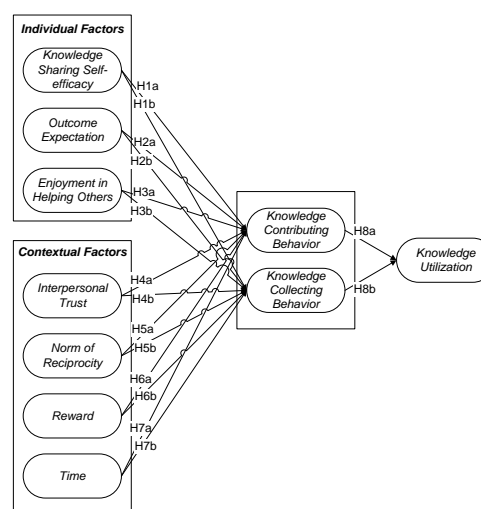 Individual Factors
Knowledge
Sharing Self-
efficacy
Outcome
Expectation
Enjoyment in
Helping Others
H1a
H1b
H2a
H2b
H3a
H3b
Contextual Factors
Interpersonal
Trust
Norm of
Reciprocity
Reward
Time
H4a
H4b
H5a
H5b
H6a
H6b
H7a
H7b
Knowledge
Contributing
Behavior
Knowledge
Collecting
Behavior
H8a
H8b
Knowledge
Utilization